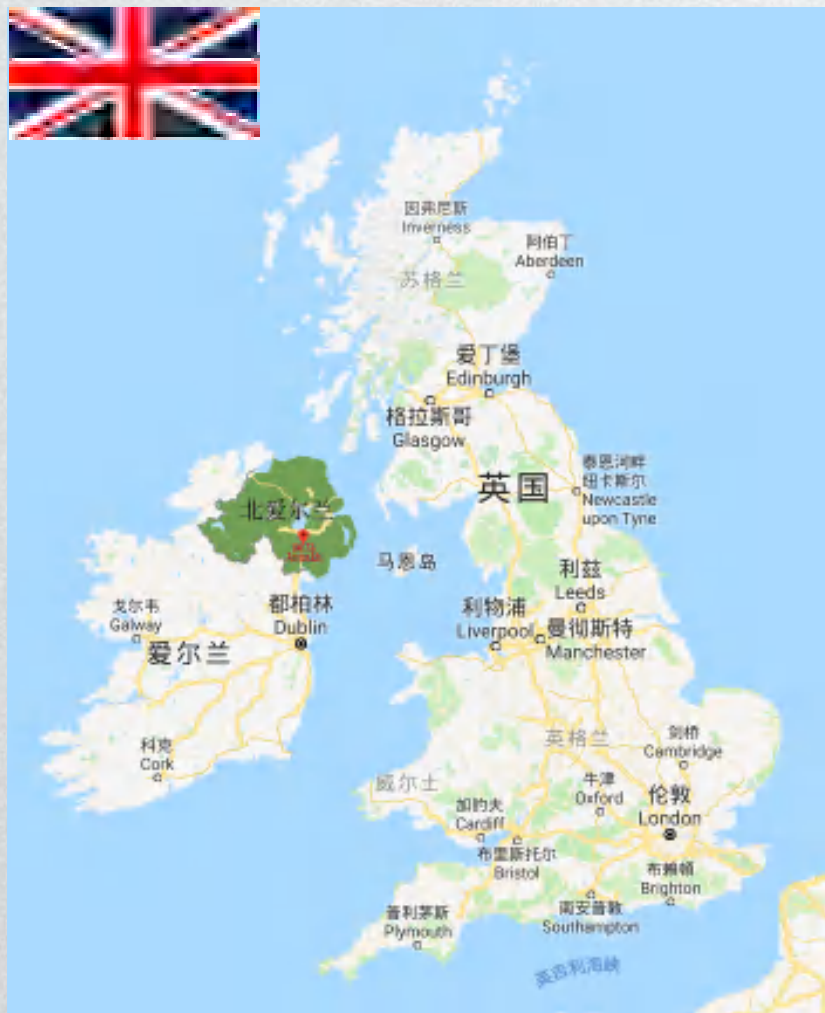 因弗尼斯
Inverness
阿伯丁
Aberdeen
苏格兰
爱丁堡
Edinburgh
格拉斯哥
Glasgow
英国
泰恩河畔
纽卡斯尔
Newcastle
upon Tyne
北爱尔兰
马恩岛
利兹
Leeds
戈尔韦
Galway
都柏林
Dublin
利物浦
Liverpool
曼彻斯特
Manchester
爱尔兰
科克
Cork
英格兰
剑桥
Cambridge
威尔士
牛津
Oxford
伦敦
London
加的夫
Cardiff
布里斯托尔
Bristol
布赖顿
Brighton
普利茅斯
Plymouth
南安普敦
Southampton
英吉利海峡